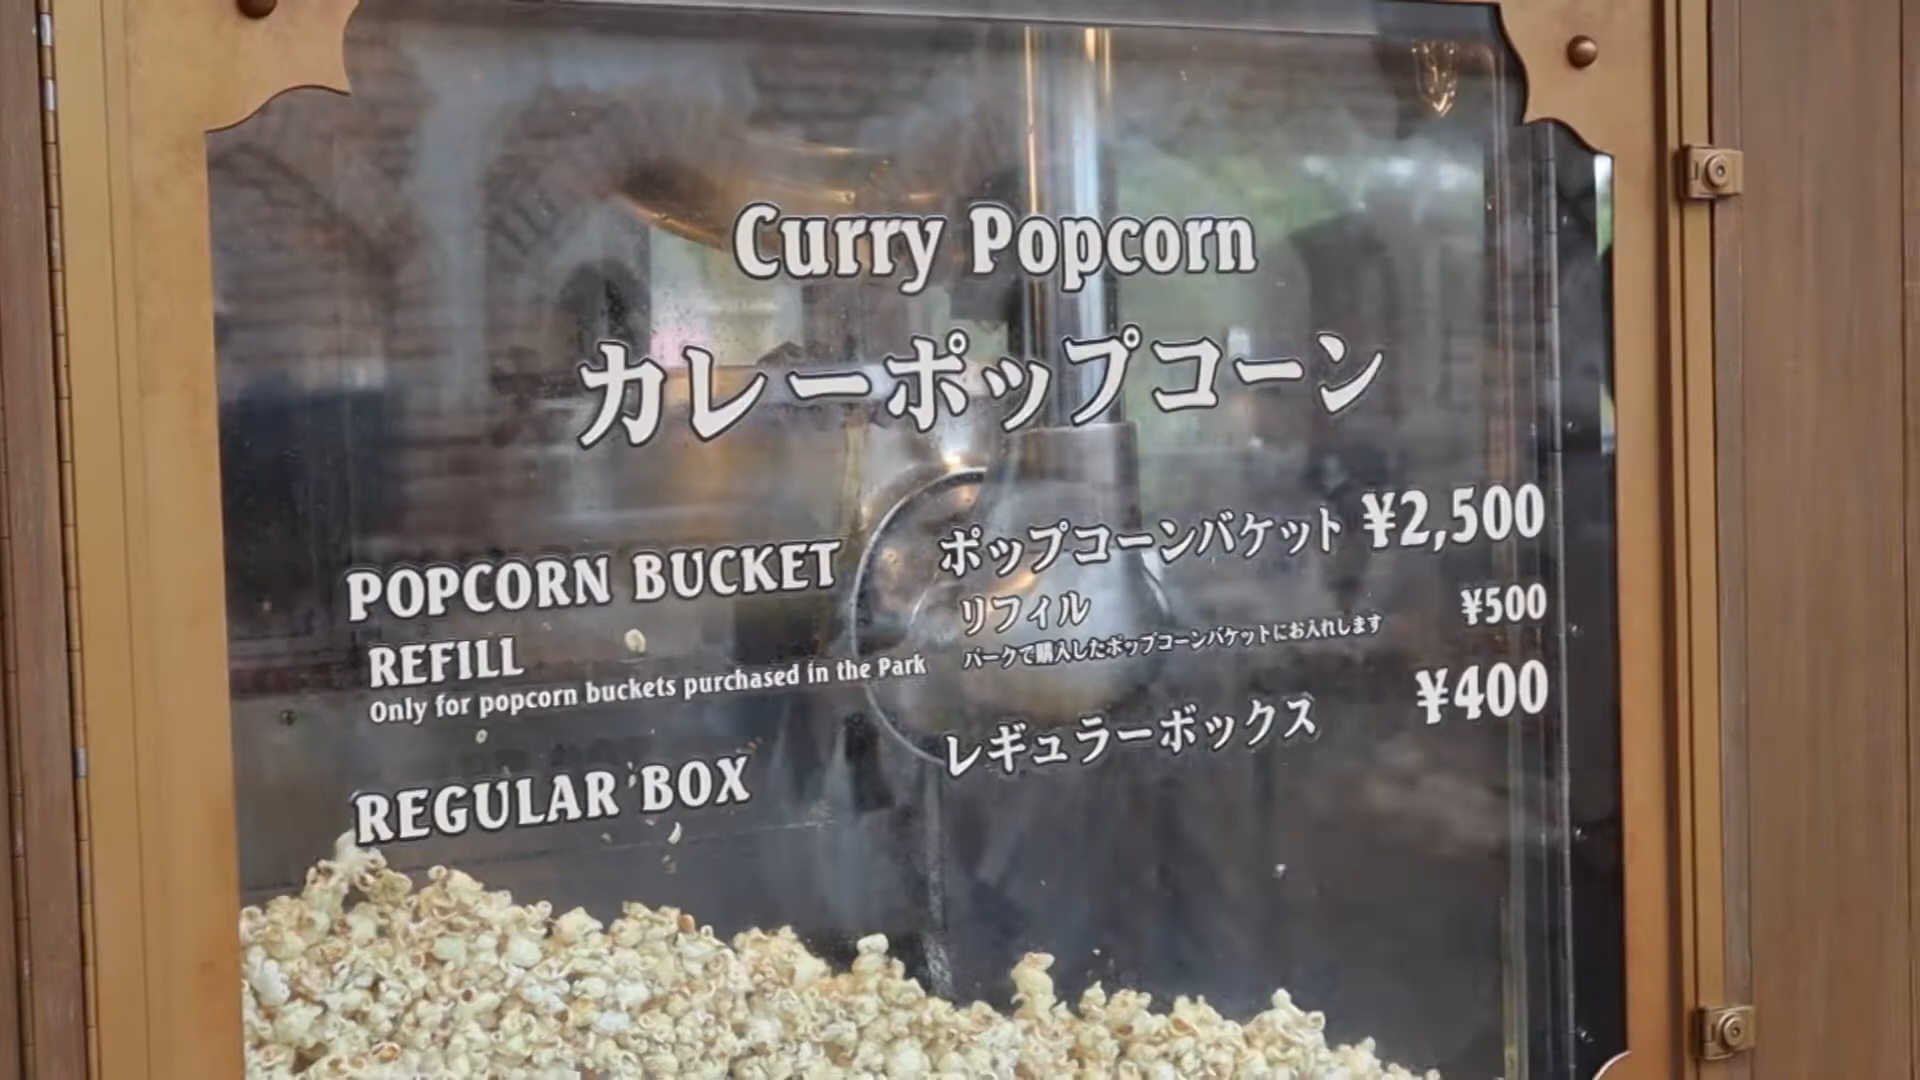 Curry Popcorn
カレーポップコーン
POPCORN BUCKET ポップコーンバケット ¥2,500
REFILL リフィル ¥500
Only for popcorn buckets purchased in the Park パークで購入したポップコーンバケットにお入れします
REGULAR BOX レギュラーボックス ¥400